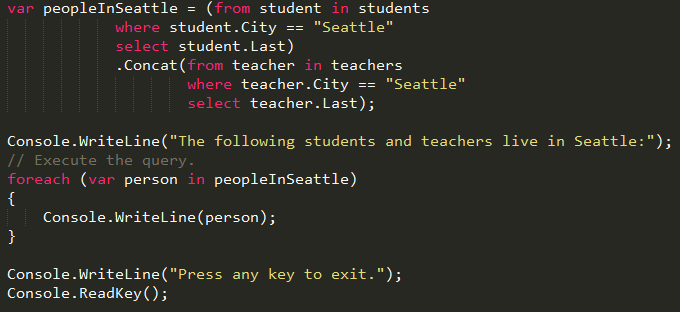 var peopleInSeattle = (from student in students
where student.City == "Seattle"
select student.Last)
.Concat(from teacher in teachers
where teacher.City == "Seattle"
select teacher.Last);
Console.WriteLine("The following students and teachers live in Seattle:");
// Execute the query.
foreach (var person in peopleInSeattle)
{
Console.WriteLine(person);
}
Console.WriteLine("Press any key to exit.");
Console.ReadKey();